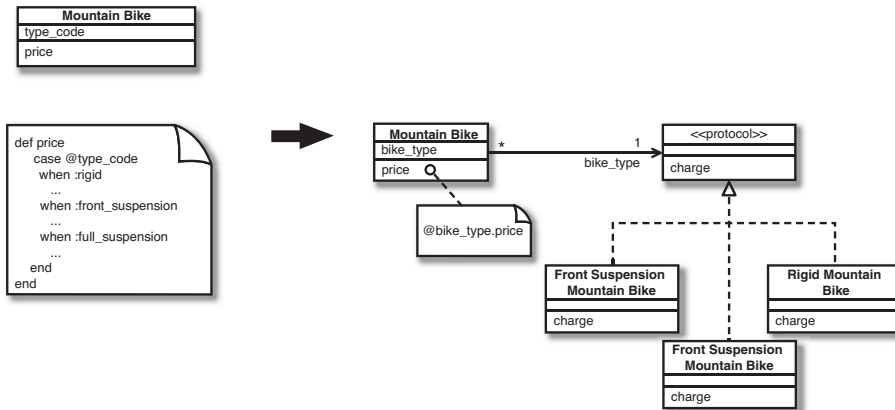 Mountain Bike
type_code
price
def price
case @type_code
when :rigid
...
when :front_suspension
...
when :full_suspension
...
end
end
Mountain Bike
bike_type
price
@bike_type.price
*
1
bike_type
<<protocol>>
charge
Front Suspension
Mountain Bike
charge
Front Suspension
Mountain Bike
charge
Rigid Mountain
Bike
charge